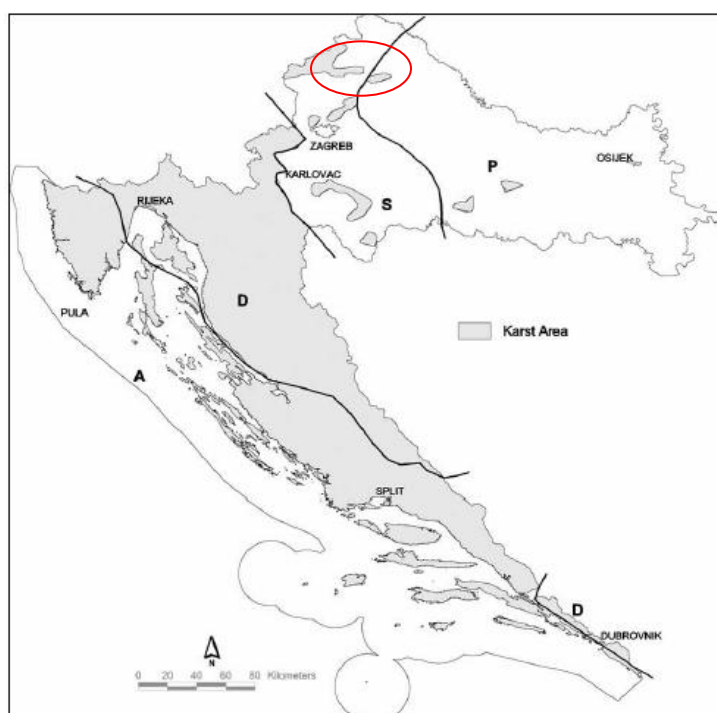 ZAGREB
P
OSIJEK
KARLOVAC
S
RIJEKA
D
PULA
Karst Area
A
SPLIT
D
DUBROVNIK
N
0 20 40 60 80 Kilometers